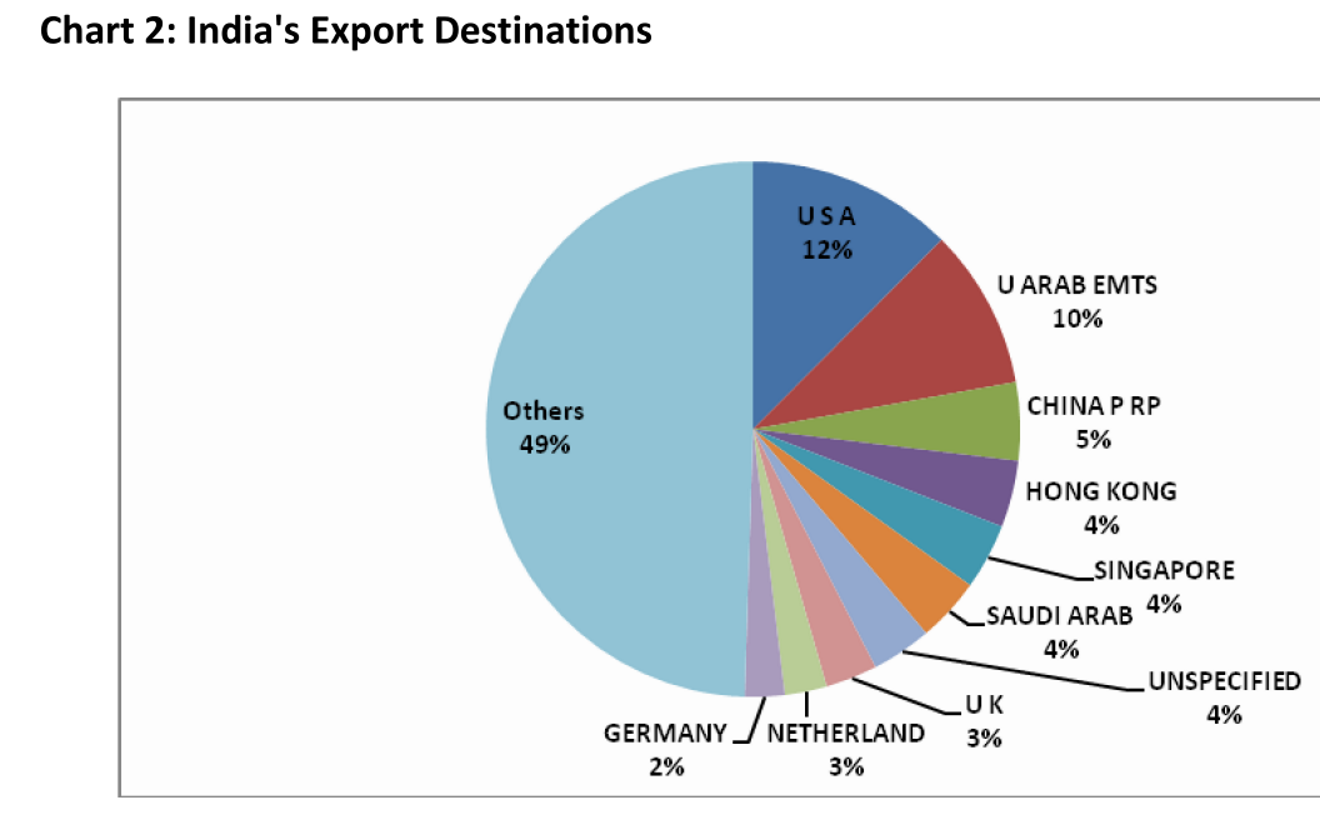 Chart 2: India's Export Destinations
U S A
12%
U ARAB EMTS
10%
CHINA P RP
5%
HONG KONG
4%
SINGAPORE
4%
SAUDI ARAB
4%
UNSPECIFIED
4%
U K
3%
NETHERLAND
3%
GERMANY
2%
Others
49%